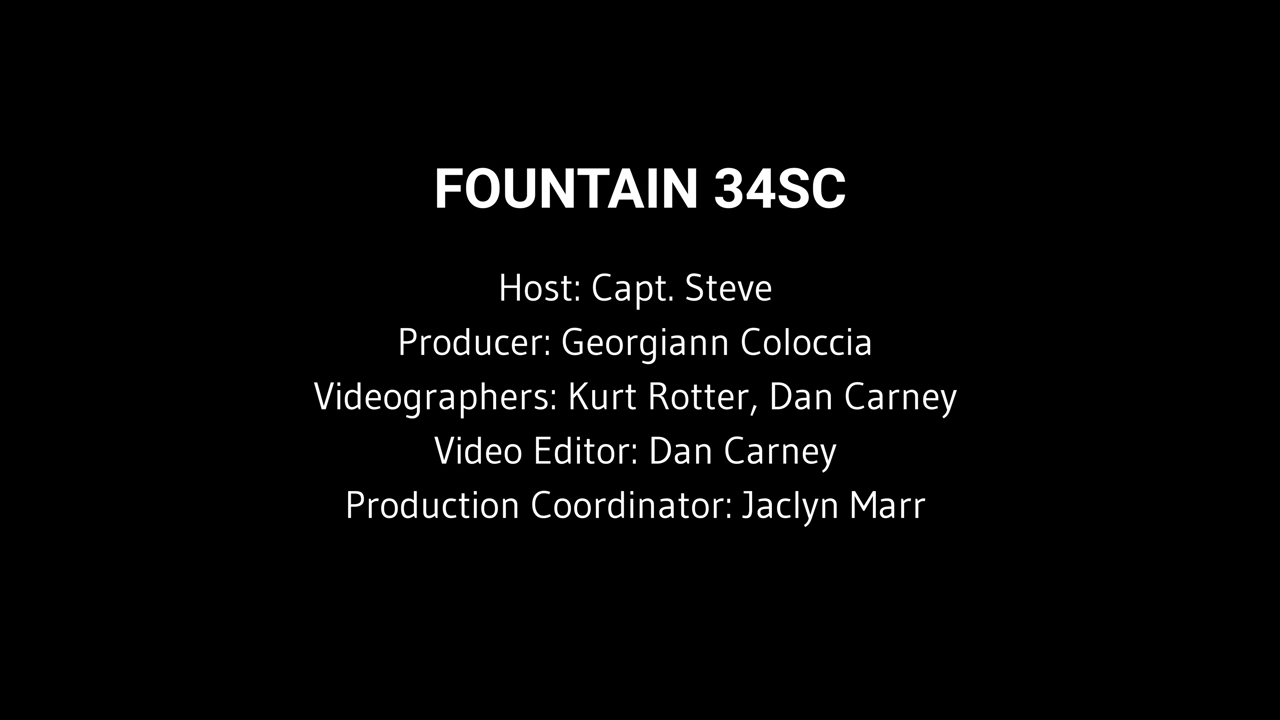 FOUNTAIN 34SC
Host: Capt. Steve
Producer: Georgiann Coloccia
Videographers: Kurt Rotter, Dan Carney
Video Editor: Dan Carney
Production Coordinator: Jaclyn Marr